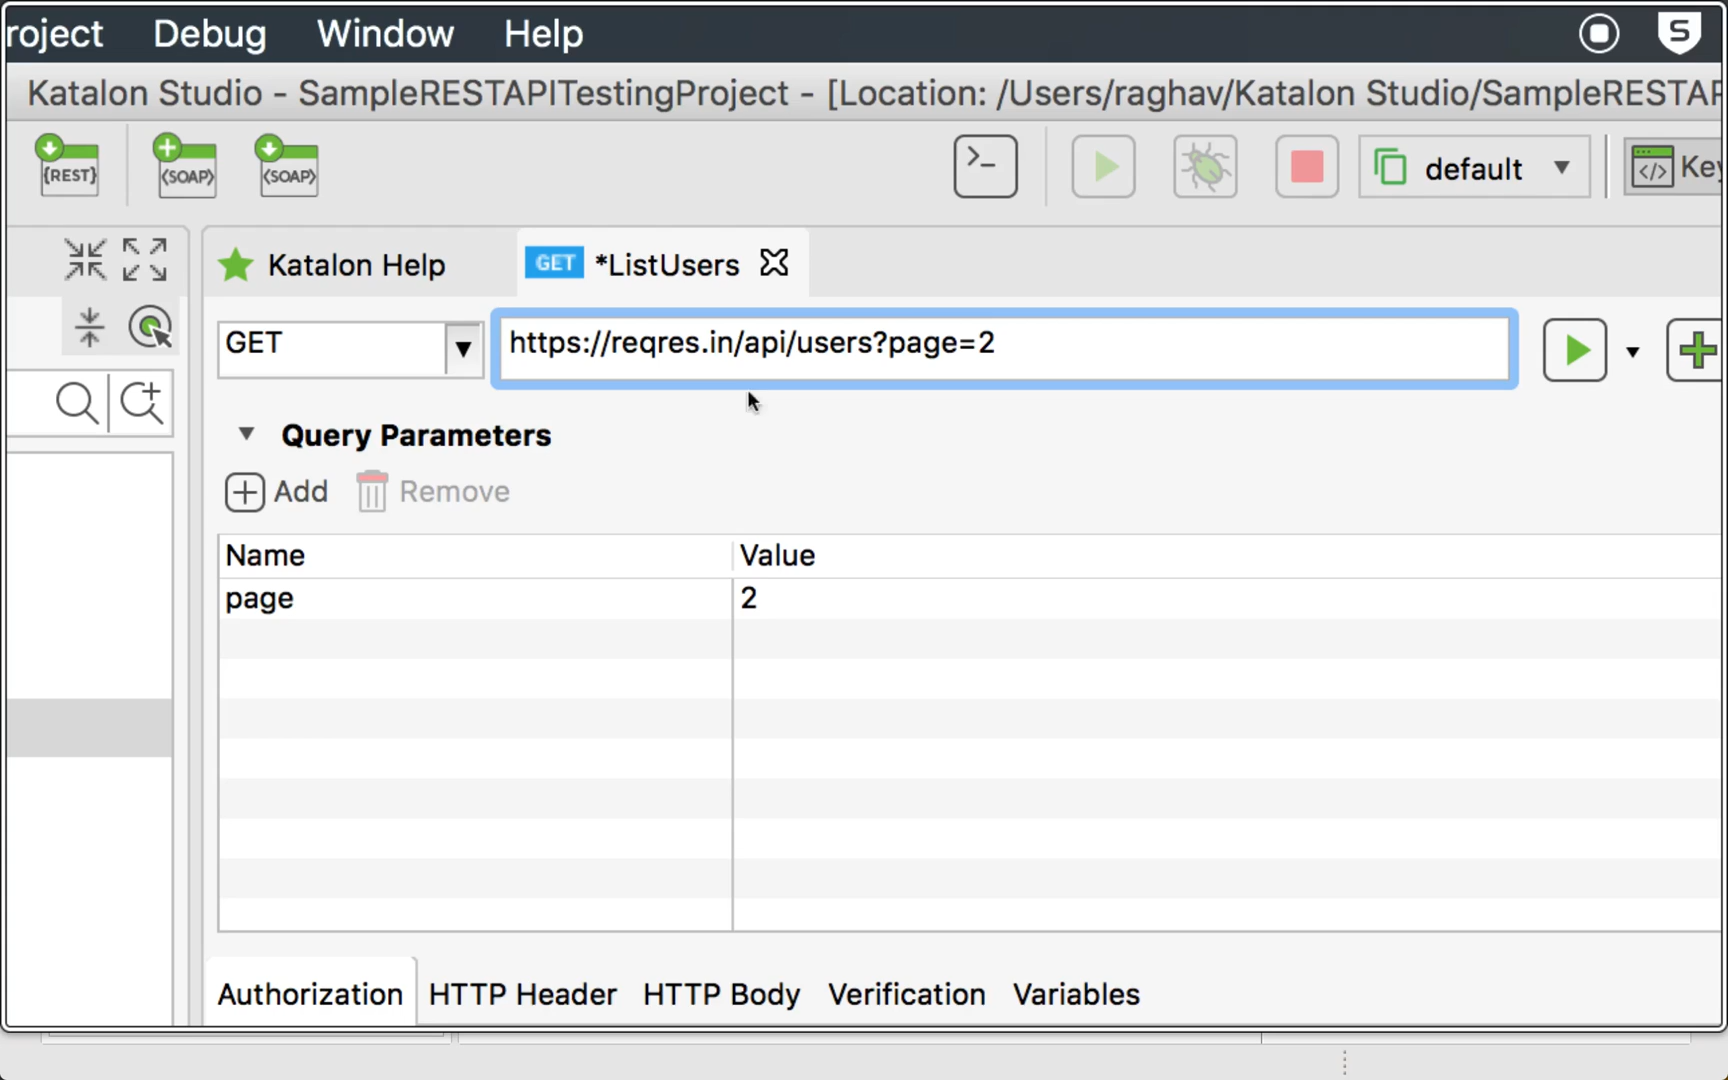 roject Debug Window Help
Katalon Studio - SampleRESTAPITestingProject - [Location: /Users/raghav/Katalon Studio/SampleRESTAP
{REST} <SOAP> <SOAP> >_ default </> Key
Katalon Help GET *ListUsers
GET https://reqres.in/api/users?page=2
Query Parameters
Add Remove
Name Value
page 2
Authorization HTTP Header HTTP Body Verification Variables